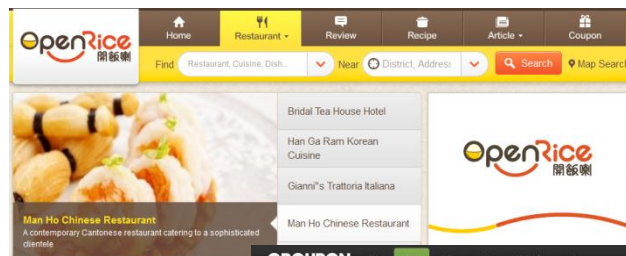 OpenRice
開飯喇
Home
Restaurant
Review
Recipe
Article
Coupon
Find
Restaurant, Cuisine, Dish..
Near
District, Address
Search
Map Search
Bridal Tea House Hotel
Han Ga Ram Korean
Cuisine
Gianni"s Trattoria Italiana
Man Ho Chinese Restaurant
Man Ho Chinese Restaurant
A contemporary Cantonese restaurant catering to a sophisticated
clientele
OpenRice
開飯喇
GROUPON